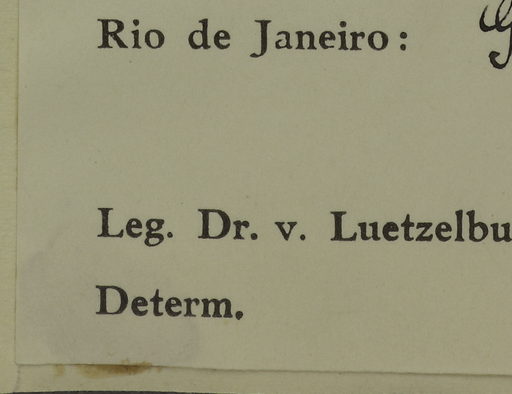 Rio de Janeiro:
Leg. Dr. v. Luetzelbu
Determ.